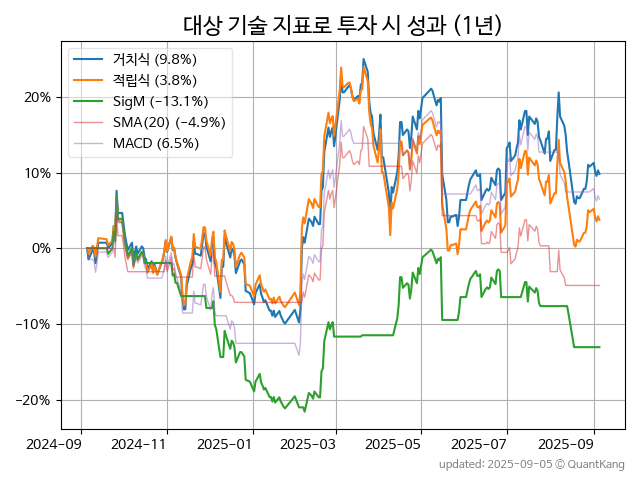 대상 기술 지표로 투자 시 성과 (1년)
거치식 (9.8%)
적립식 (3.8%)
SigM (−13.1%)
SMA(20) (−4.9%)
MACD (6.5%)
20%
10%
0%
−10%
−20%
2024-09 2024-11 2025-01 2025-03 2025-05 2025-07 2025-09
updated: 2025-09-05 © QuantKang